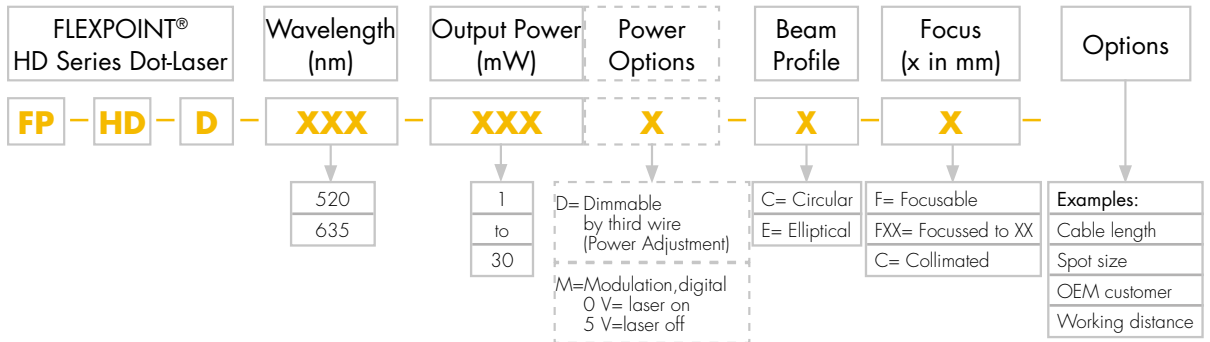 FLEXPOINT®
HD Series Dot-Laser
Wavelength
(nm)
Output Power
(mW)
Power
Options
Beam
Profile
Focus
(x in mm)
Options
FP – HD – D – XXX – XXX X – X – X –
520
635
1
to
30
D= Dimmable
by third wire
(Power Adjustment)
M=Modulation,digital
0 V= laser on
5 V=laser off
C= Circular
E= Elliptical
F= Focusable
FXX= Focussed to XX
C= Collimated
Examples:
Cable length
Spot size
OEM customer
Working distance